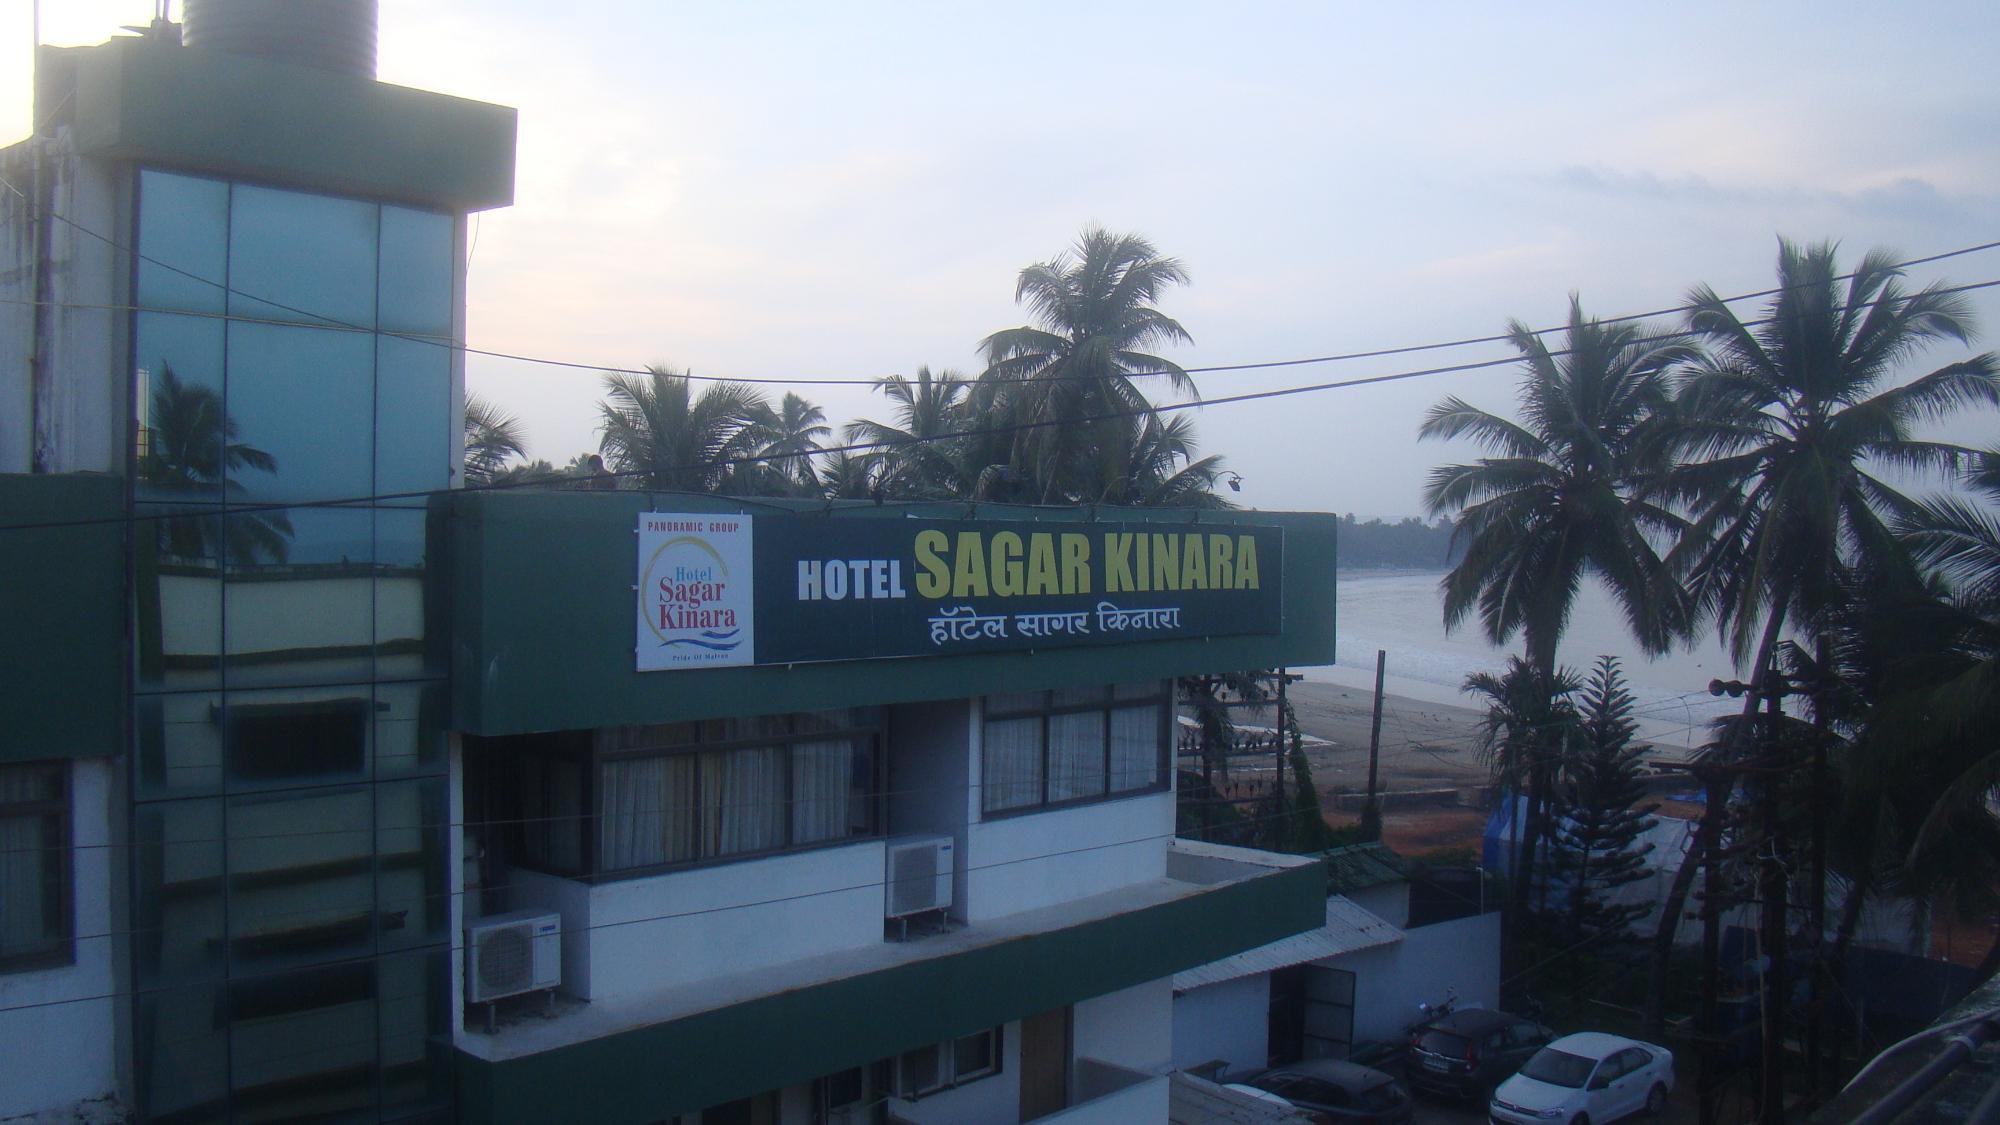 PANORAMIC GROUP
Hotel
Sagar
Kinara
Pride Of Malvan
HOTEL SAGAR KINARA
हॉटेल सागर किनारा